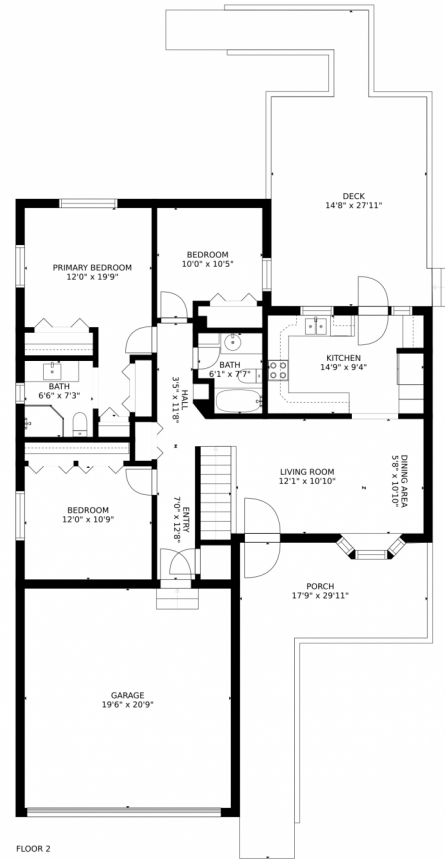 DECK
14'8" x 27'11"
BEDROOM
10'0" x 10'5"
PRIMARY BEDROOM
12'0" x 19'9"
KITCHEN
14'9" x 9'4"
BATH
6'1" x 7'7"
BATH
6'6" x 7'3"
HALL
3'5" x 11'8"
LIVING ROOM
12'1" x 10'10"
DINING AREA
5'8" x 10'10"
BEDROOM
12'0" x 10'9"
ENTRY
7'0" x 12'8"
PORCH
17'9" x 29'11"
GARAGE
19'6" x 20'9"
FLOOR 2